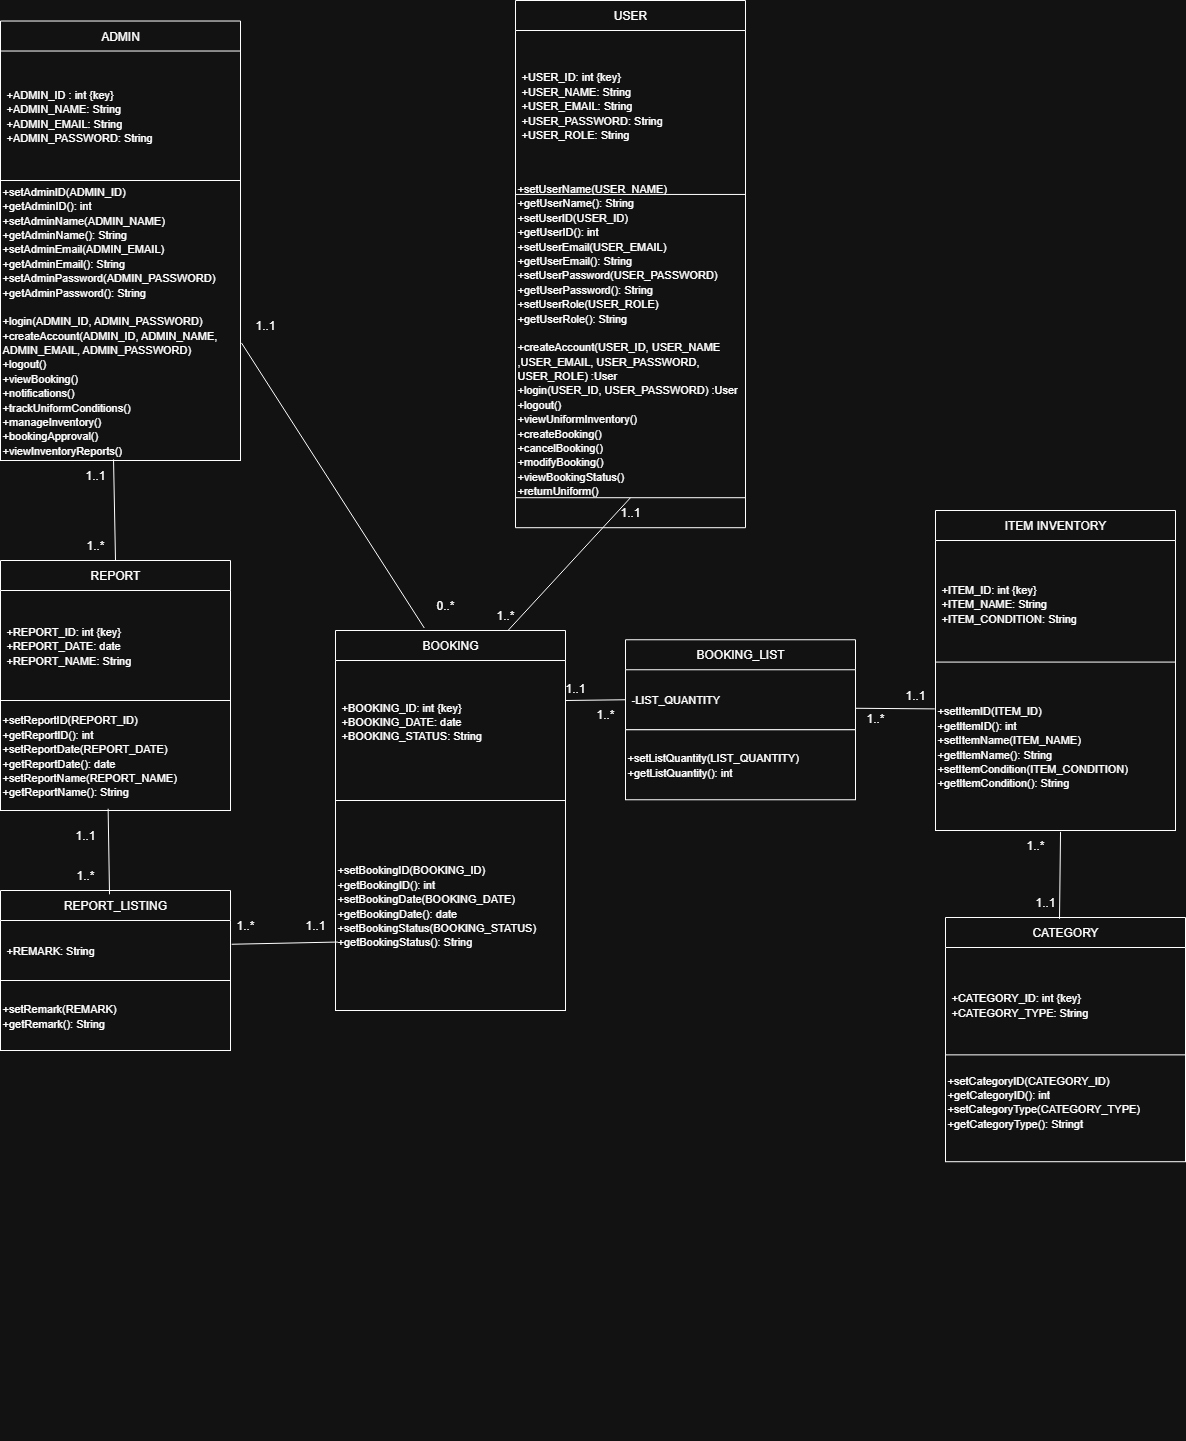 ADMIN
+ADMIN_ID : int {key}
+ADMIN_NAME: String
+ADMIN_EMAIL: String
+ADMIN_PASSWORD: String
+setAdminID(ADMIN_ID)
+getAdminID(): int
+setAdminName(ADMIN_NAME)
+getAdminName(): String
+setAdminEmail(ADMIN_EMAIL)
+getAdminEmail(): String
+setAdminPassword(ADMIN_PASSWORD)
+getAdminPassword(): String
+login(ADMIN_ID, ADMIN_PASSWORD)
+createAccount(ADMIN_ID, ADMIN_NAME,
ADMIN_EMAIL, ADMIN_PASSWORD)
+logout()
+viewBooking()
+notifications()
+trackUniformConditions()
+manageInventory()
+bookingApproval()
+viewInventoryReports()
USER
+USER_ID: int {key}
+USER_NAME: String
+USER_EMAIL: String
+USER_PASSWORD: String
+USER_ROLE: String
+setUserName(USER_NAME)
+getUserName(): String
+setUserID(USER_ID)
+getUserID(): int
+setUserEmail(USER_EMAIL)
+getUserEmail(): String
+setUserPassword(USER_PASSWORD)
+getUserPassword(): String
+setUserRole(USER_ROLE)
+getUserRole(): String
+createAccount(USER_ID, USER_NAME
,USER_EMAIL, USER_PASSWORD,
USER_ROLE) :User
+login(USER_ID, USER_PASSWORD) :User
+logout()
+viewUniformInventory()
+createBooking()
+cancelBooking()
+modifyBooking()
+viewBookingStatus()
+returnUniform()
1..1
0..*
1..1
1..*
1..1
1..*
REPORT
+REPORT_ID: int {key}
+REPORT_DATE: date
+REPORT_NAME: String
+setReportID(REPORT_ID)
+getReportID(): int
+setReportDate(REPORT_DATE)
+getReportDate(): date
+setReportName(REPORT_NAME)
+getReportName(): String
1..1
1..*
REPORT_LISTING
+REMARK: String
+setRemark(REMARK)
+getRemark(): String
1..*
1..1
BOOKING
+BOOKING_ID: int {key}
+BOOKING_DATE: date
+BOOKING_STATUS: String
+setBookingID(BOOKING_ID)
+getBookingID(): int
+setBookingDate(BOOKING_DATE)
+getBookingDate(): date
+setBookingStatus(BOOKING_STATUS)
+getBookingStatus(): String
1..1
1..*
BOOKING_LIST
-LIST_QUANTITY
+setListQuantity(LIST_QUANTITY)
+getListQuantity(): int
1..*
1..1
ITEM INVENTORY
+ITEM_ID: int {key}
+ITEM_NAME: String
+ITEM_CONDITION: String
+setItemID(ITEM_ID)
+getItemID(): int
+setItemName(ITEM_NAME)
+getItemName(): String
+setItemCondition(ITEM_CONDITION)
+getItemCondition(): String
1..*
1..1
CATEGORY
+CATEGORY_ID: int {key}
+CATEGORY_TYPE: String
+setCategoryID(CATEGORY_ID)
+getCategoryID(): int
+setCategoryType(CATEGORY_TYPE)
+getCategoryType(): Stringt